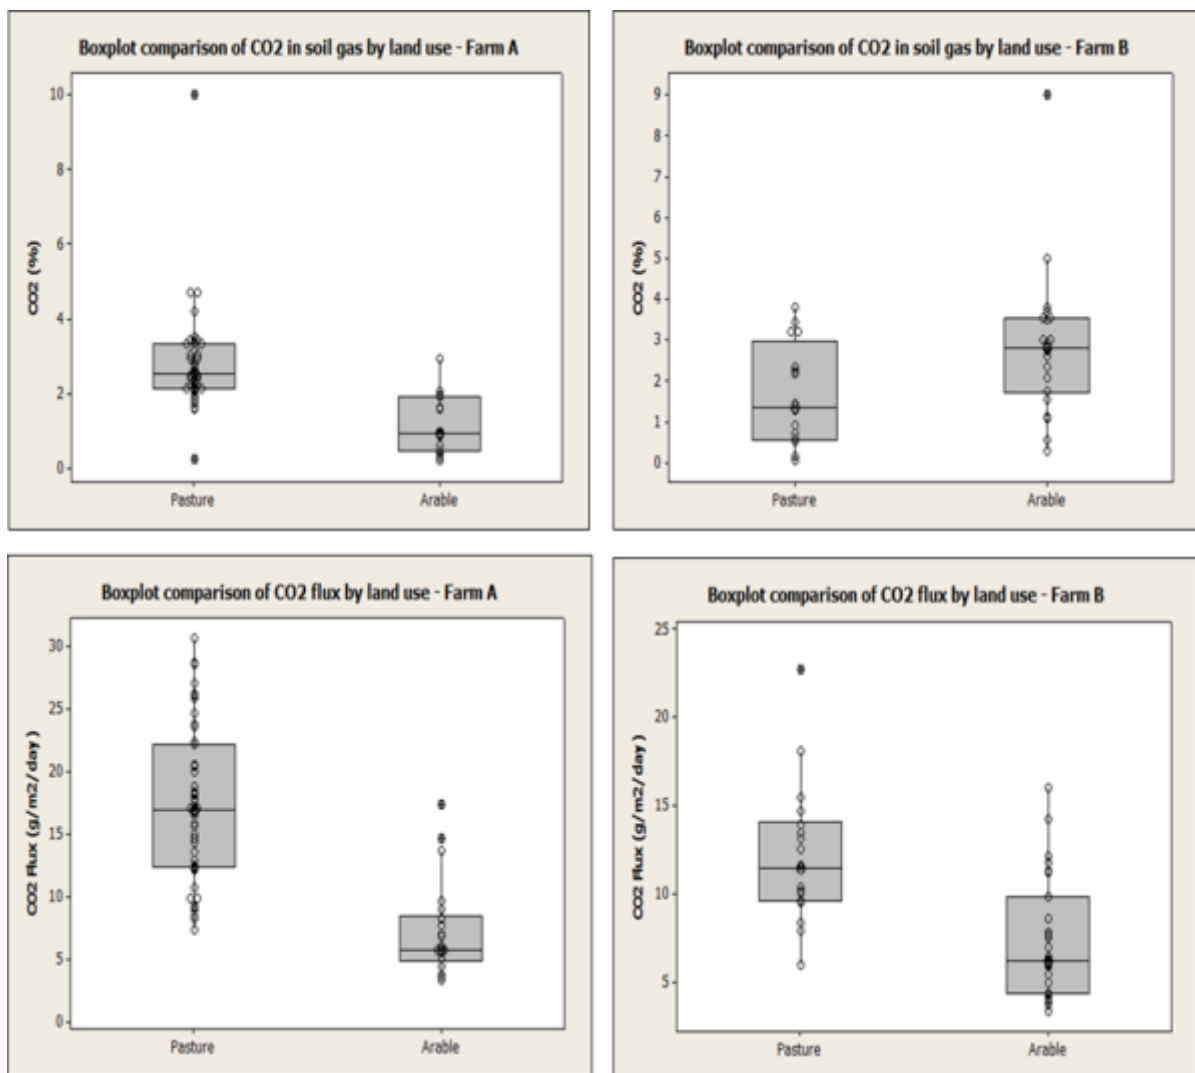 Boxplot comparison of CO2 in soil gas by land use - Farm A
CO2 (%)
10
8
6
4
2
0
Pasture Arable
Boxplot comparison of CO2 in soil gas by land use - Farm B
CO2 (%)
9
8
7
6
5
4
3
2
1
0
Pasture Arable
Boxplot comparison of CO2 flux by land use - Farm A
CO2 Flux (g/m2/day)
30
25
20
15
10
5
0
Pasture Arable
Boxplot comparison of CO2 flux by land use - Farm B
CO2 Flux (g/m2/day)
25
20
15
10
5
Pasture Arable